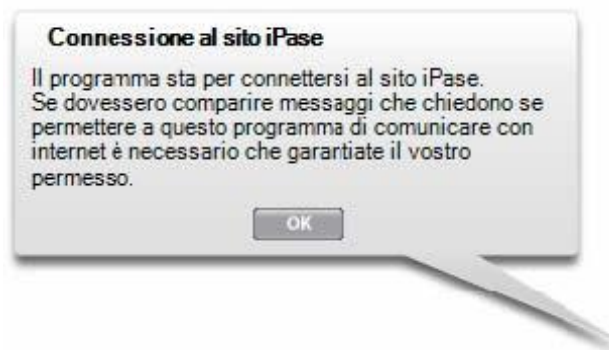 Connessione al sito iPase
Il programma sta per connettersi al sito iPase.
Se dovessero comparire messaggi che chiedono se
permettere a questo programma di comunicare con
internet è necessario che garantiate il vostro
permesso.
OK